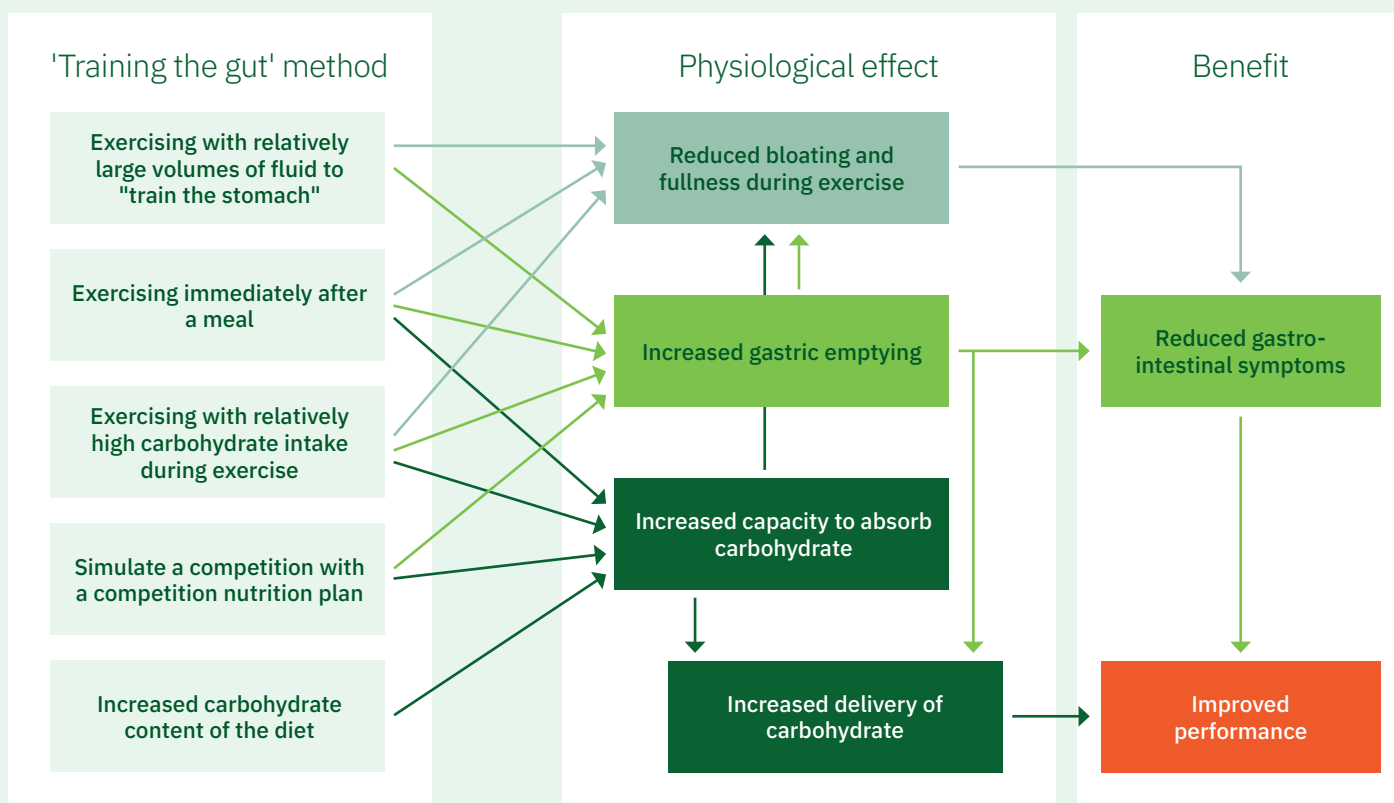 'Training the gut' method
Exercising with relatively
large volumes of fluid to
"train the stomach"
Exercising immediately after
a meal
Exercising with relatively
high carbohydrate intake
during exercise
Simulate a competition with
a competition nutrition plan
Increased carbohydrate
content of the diet
Physiological effect
Reduced bloating and
fullness during exercise
Increased gastric emptying
Increased capacity to absorb
carbohydrate
Increased delivery of
carbohydrate
Benefit
Reduced gastro-
intestinal symptoms
Improved
performance